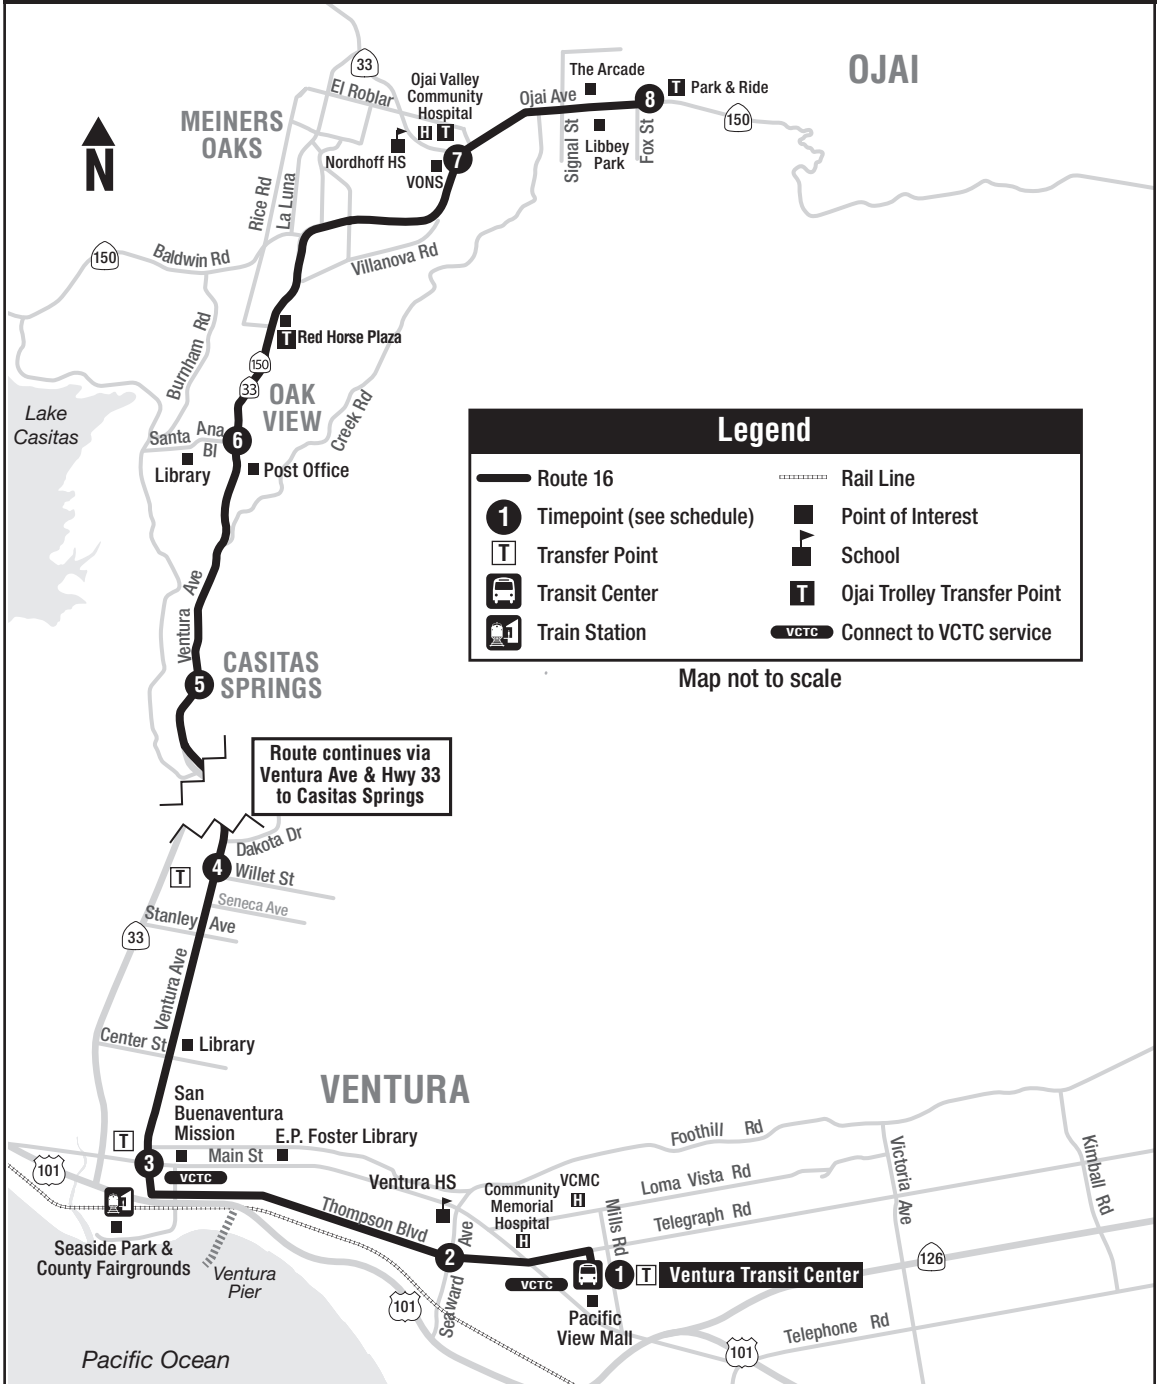 OJAI
33
El Roblar
Ojai Valley
Community
Hospital
H
T
The Arcade
Ojai Ave
8
T
Park & Ride
150
MEINERS
OAKS
N
Nordhoff HS
VONS
7
Signal St
Libbey
Park
Fox St
Rice Rd
La Luna
150
Baldwin Rd
Villanova Rd
Burnham Rd
T
Red Horse Plaza
150
33
OAK
VIEW
Creek Rd
Lake
Casitas
Santa Ana
Bl
6
Library
Post Office
Legend
Route 16
Rail Line
1
Timepoint (see schedule)
Point of Interest
T
Transfer Point
School
Transit Center
T
Ojai Trolley Transfer Point
Train Station
VCTC
Connect to VCTC service
Map not to scale
Ventura Ave
5
CASITAS
SPRINGS
Route continues via
Ventura Ave & Hwy 33
to Casitas Springs
Dakota Dr
4
T
Willet St
Seneca Ave
Stanley Ave
33
Ventura Ave
Center St
Library
VENTURA
San
Buenaventura
Mission
T
3
Main St
E.P. Foster Library
VCTC
101
Foothill Rd
Victoria Ave
Kimball Rd
Loma Vista Rd
Telegraph Rd
Ventura HS
Community
Memorial
Hospital
H
VCMC
H
Mills Rd
Thompson Blvd
2
Seaward Ave
Seaside Park &
County Fairgrounds
Ventura
Pier
VCTC
1
T
Ventura Transit Center
126
101
Pacific
View Mall
Telephone Rd
101
Pacific Ocean